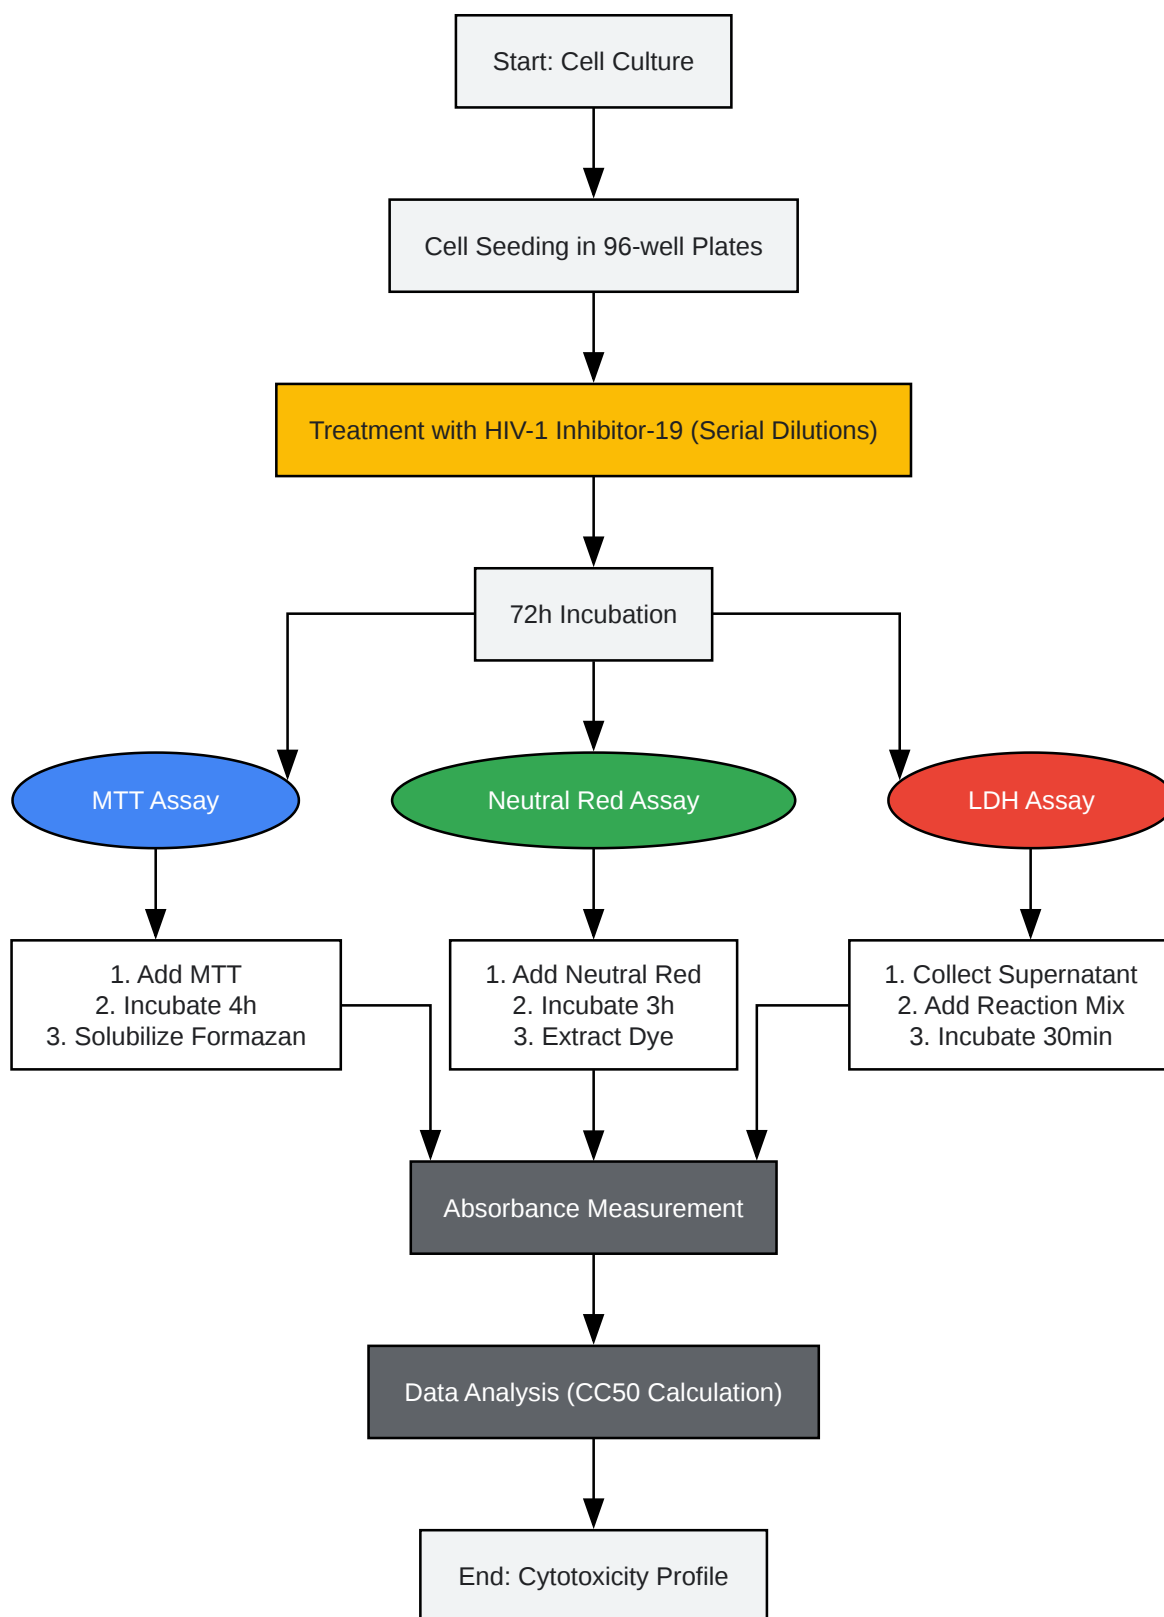 Start: Cell Culture
Cell Seeding in 96-well Plates
Treatment with HIV-1 Inhibitor-19 (Serial Dilutions)
72h Incubation
MTT Assay
Neutral Red Assay
LDH Assay
1. Add MTT
2. Incubate 4h
3. Solubilize Formazan
1. Add Neutral Red
2. Incubate 3h
3. Extract Dye
1. Collect Supernatant
2. Add Reaction Mix
3. Incubate 30min
Absorbance Measurement
Data Analysis (CC50 Calculation)
End: Cytotoxicity Profile